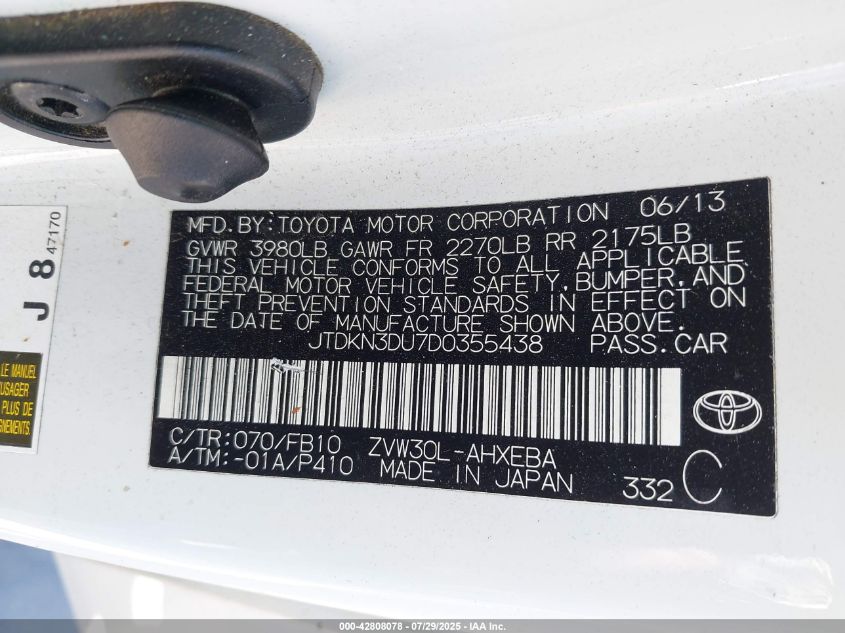 MFD.BY:TOYOTA MOTOR CORPORATION 06/13
GVWR 3980LB GAWR FR 2270LB RR 2175LB
THIS VEHICLE CONFORMS TO ALL APPLICABLE
FEDERAL MOTOR VEHICLE SAFETY,BUMPER,AND
THEFT PREVENTION STANDARDS IN EFFECT ON
THE DATE OF MANUFACTURE SHOWN ABOVE.
JTDKN3DU7D0355438 PASS.CAR
C/TR:070/FB10 ZVW30L-AHXEBA
A/TM:-01A/P410 MADE IN JAPAN
332 C
J 8 47170
LE MANUEL
USAGER
PLUS DE
GNEMENTS.
000-42808078 / 07/29/2025 - IAA Inc.